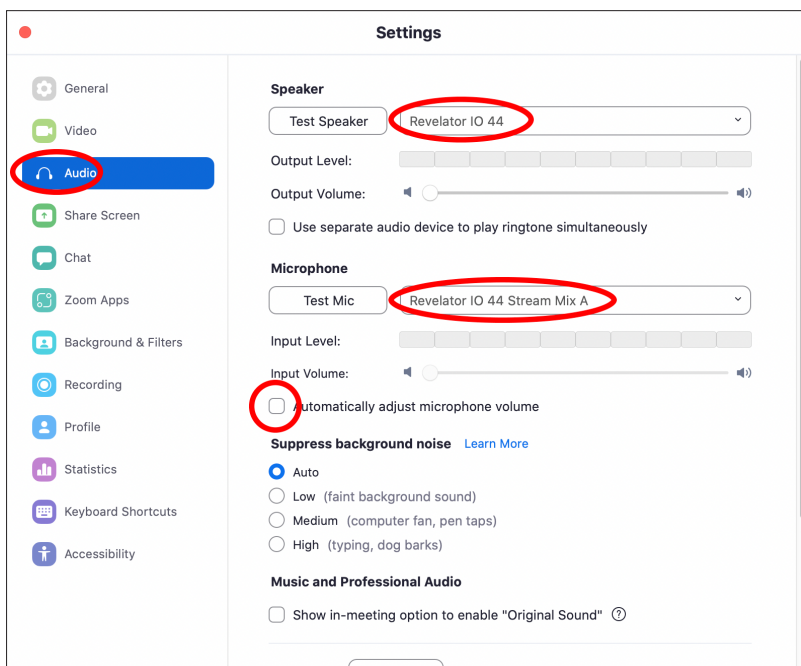 Settings
General
Video
Audio
Share Screen
Chat
Zoom Apps
Background & Filters
Recording
Profile
Statistics
Keyboard Shortcuts
Accessibility
Speaker
Test Speaker Revelator IO 44
Output Level:
Output Volume:
Use separate audio device to play ringtone simultaneously
Microphone
Test Mic Revelator IO 44 Stream Mix A
Input Level:
Input Volume:
Automatically adjust microphone volume
Suppress background noise Learn More
Auto
Low (faint background sound)
Medium (computer fan, pen taps)
High (typing, dog barks)
Music and Professional Audio
Show in-meeting option to enable "Original Sound" ?